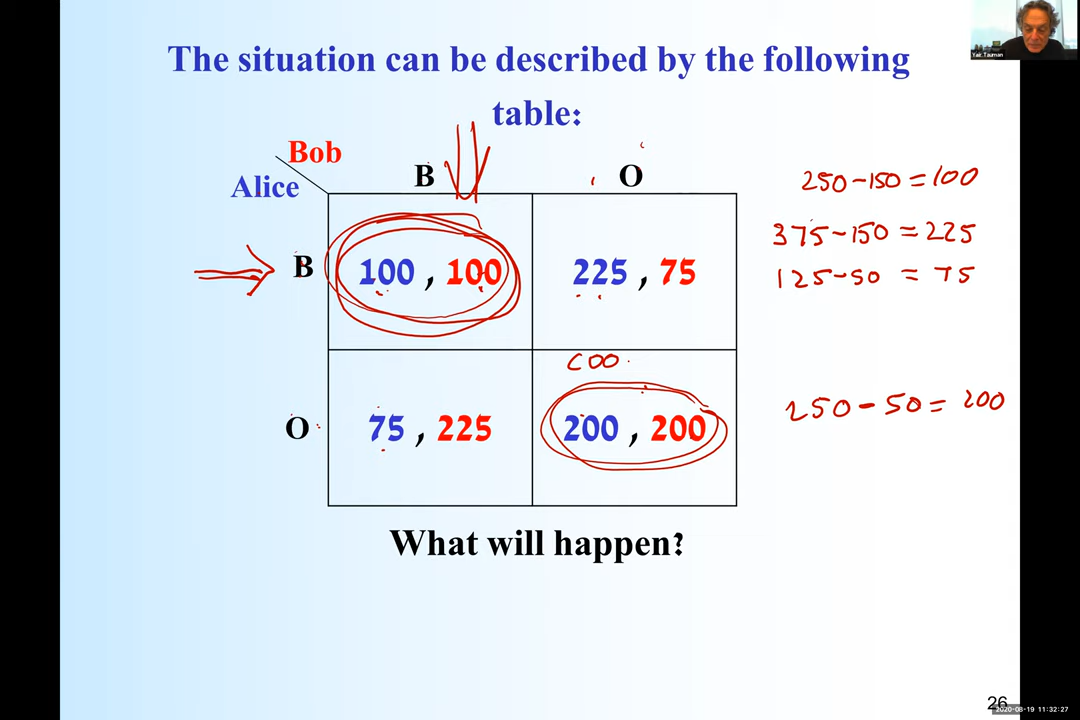 Yair Tauman
The situation can be described by the following
table:
Bob
Alice
B
O
B
100 , 100
225 , 75
O
75 , 225
COO
200 , 200
What will happen?
250-150=100
375-150=225
125-50 = 75
250-50=200
26
2020-08-19 11:32:27